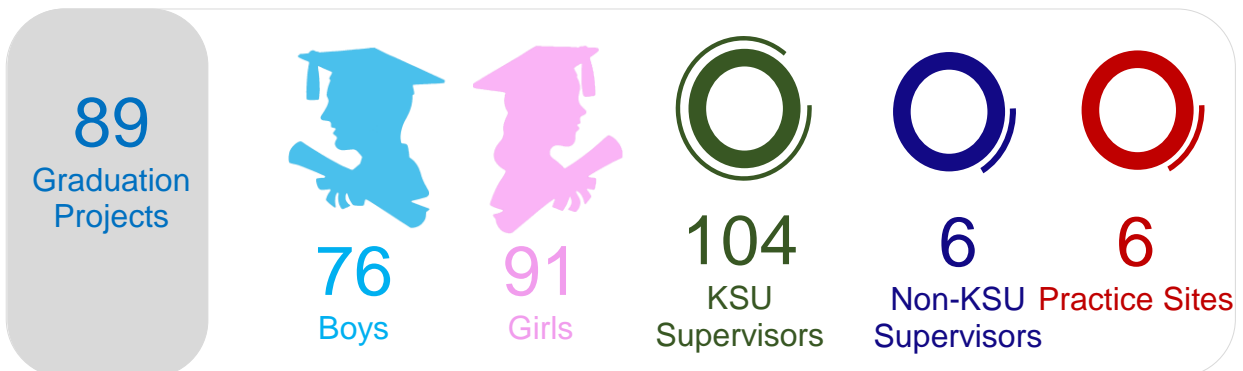 89
Graduation
Projects
76
Boys
91
Girls
104
KSU
Supervisors
6
Non-KSU
Supervisors
6
Practice Sites